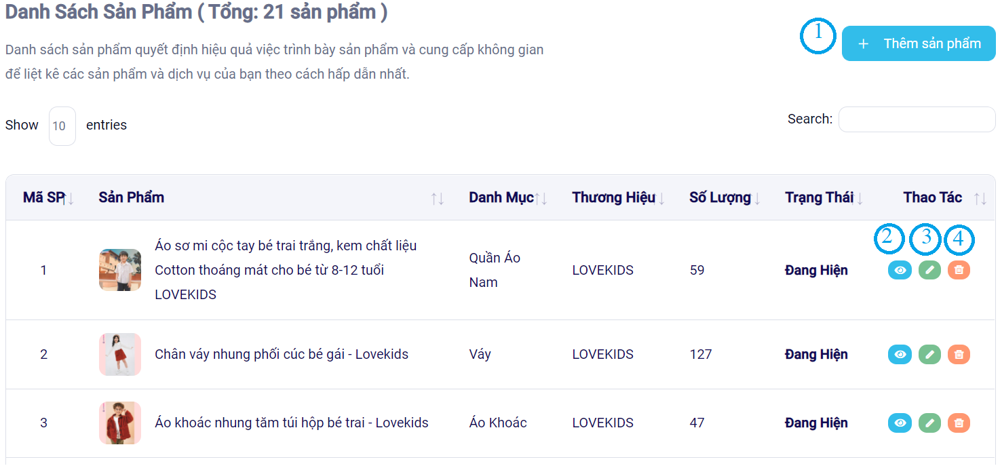 Danh Sách Sản Phẩm ( Tổng: 21 sản phẩm )
1
+ Thêm sản phẩm
Danh sách sản phẩm quyết định hiệu quả việc trình bày sản phẩm và cung cấp không gian
để liệt kê các sản phẩm và dịch vụ của bạn theo cách hấp dẫn nhất.
Show 10 entries
Search:
Mã SP Sản Phẩm Danh Mục Thương Hiệu Số Lượng Trạng Thái Thao Tác
2 3 4
1 Áo sơ mi cộc tay bé trai trắng, kem chất liệu
Cotton thoáng mát cho bé từ 8-12 tuổi
LOVEKIDS
Quần Áo
Nam
LOVEKIDS 59 Đang Hiện
2 Chân váy nhung phối cúc bé gái - Lovekids Váy LOVEKIDS 127 Đang Hiện
3 Áo khoác nhung tăm túi hộp bé trai - Lovekids Áo Khoác LOVEKIDS 47 Đang Hiện